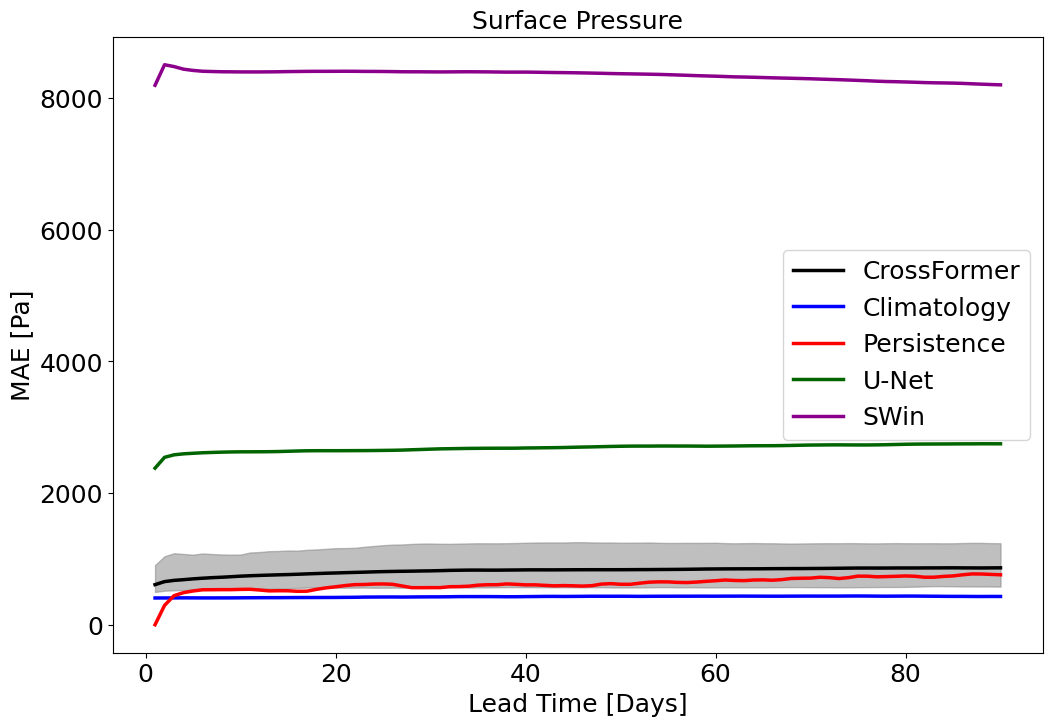 Surface Pressure
8000
6000
4000
2000
0
MAE [Pa]
CrossFormer
Climatology
Persistence
U-Net
SWin
0 20 40 60 80
Lead Time [Days]